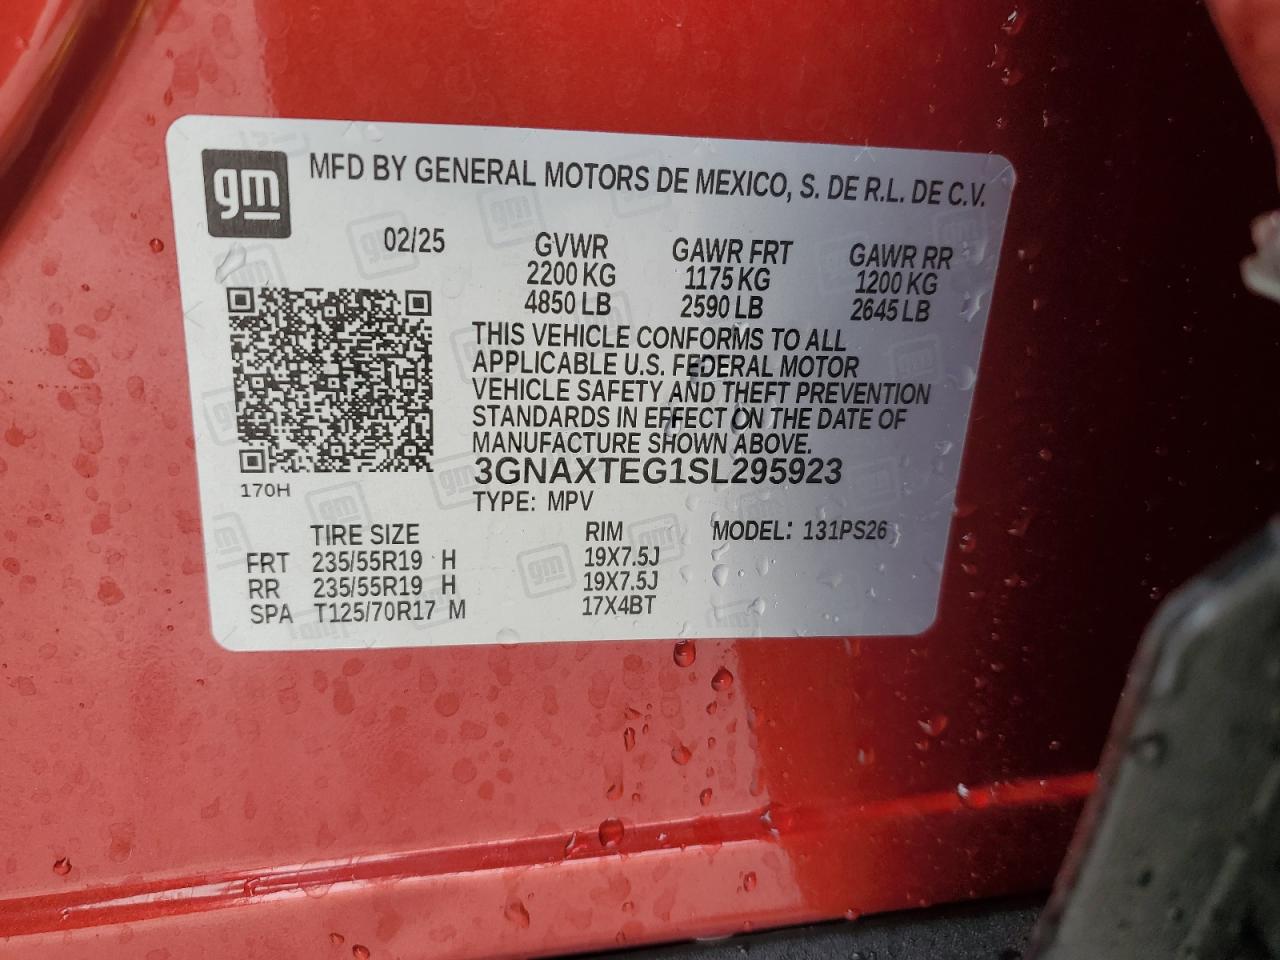 gm
MFD BY GENERAL MOTORS DE MEXICO, S. DE R.L. DE C.V.
02/25
GVWR GAWR FRT GAWR RR
2200 KG 1175 KG 1200 KG
4850 LB 2590 LB 2645 LB
THIS VEHICLE CONFORMS TO ALL
APPLICABLE U.S. FEDERAL MOTOR
VEHICLE SAFETY AND THEFT PREVENTION
STANDARDS IN EFFECT ON THE DATE OF
MANUFACTURE SHOWN ABOVE.
3GNAXTEG1SL295923
170H
TYPE: MPV
TIRE SIZE RIM MODEL: 131PS26
FRT 235/55R19 H 19X7.5J
RR 235/55R19 H 19X7.5J
SPA T125/70R17 M 17X4BT